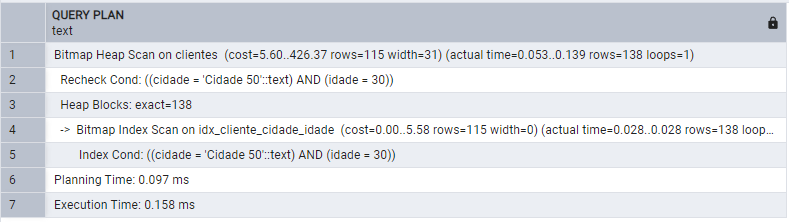 QUERY PLAN
text
1 Bitmap Heap Scan on clientes (cost=5.60..426.37 rows=115 width=31) (actual time=0.053..0.139 rows=138 loops=1)
2 Recheck Cond: ((cidade = 'Cidade 50'::text) AND (idade = 30))
3 Heap Blocks: exact=138
4 -> Bitmap Index Scan on idx_cliente_cidade_idade (cost=0.00..5.58 rows=115 width=0) (actual time=0.028..0.028 rows=138 loop...
5 Index Cond: ((cidade = 'Cidade 50'::text) AND (idade = 30))
6 Planning Time: 0.097 ms
7 Execution Time: 0.158 ms